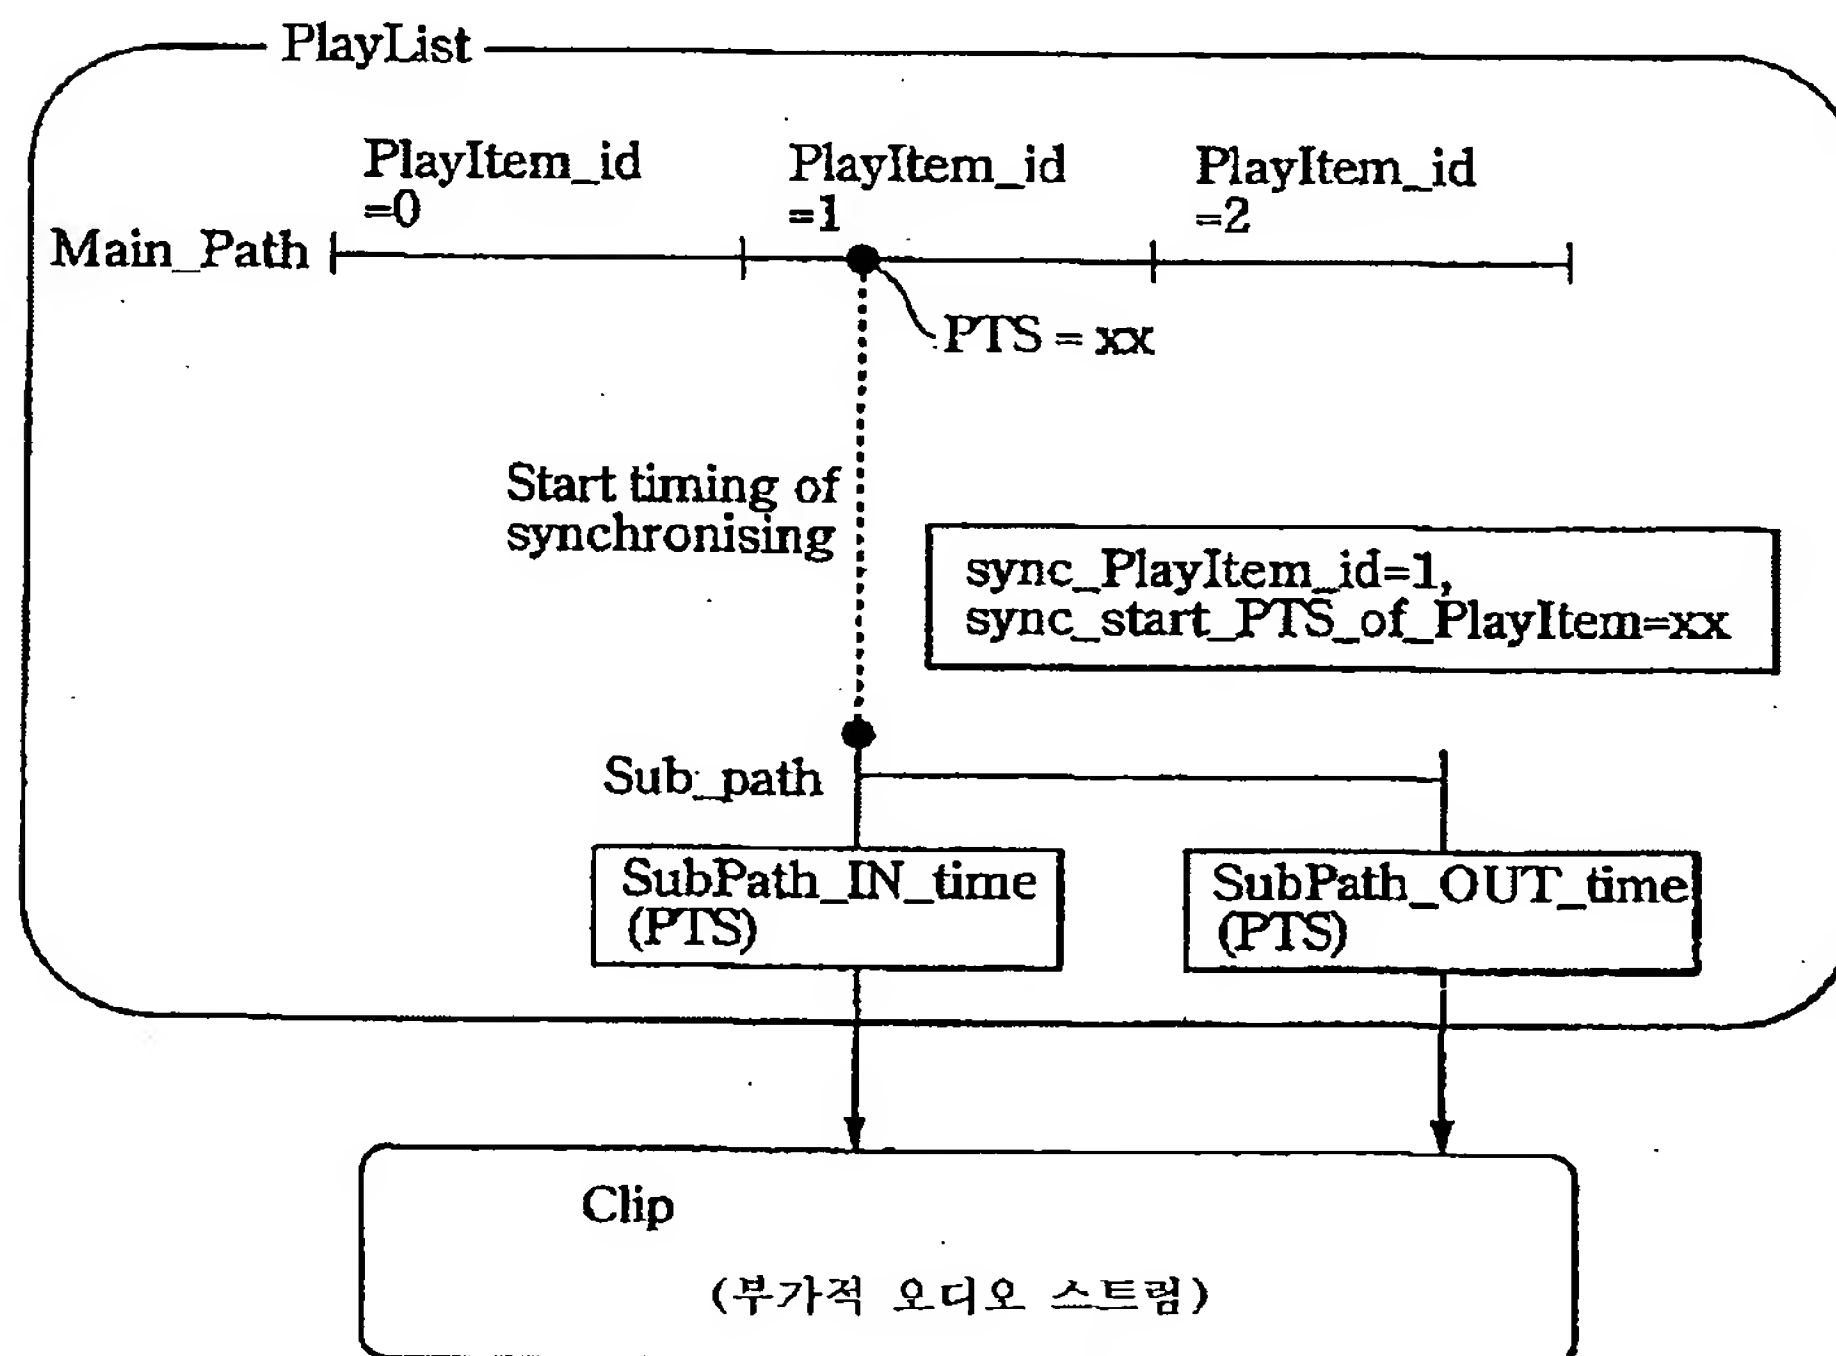 PlayList
PlayItem_id
=0
PlayItem_id
=1
PlayItem_id
=2
Main_Path
PTS = xx
Start timing of
synchronising
sync_PlayItem_id=1,
sync_start_PTS_of_PlayItem=xx
Sub_path
SubPath_IN_time
(PTS)
SubPath_OUT_time
(PTS)
Clip
(부가적 오디오 스트림)